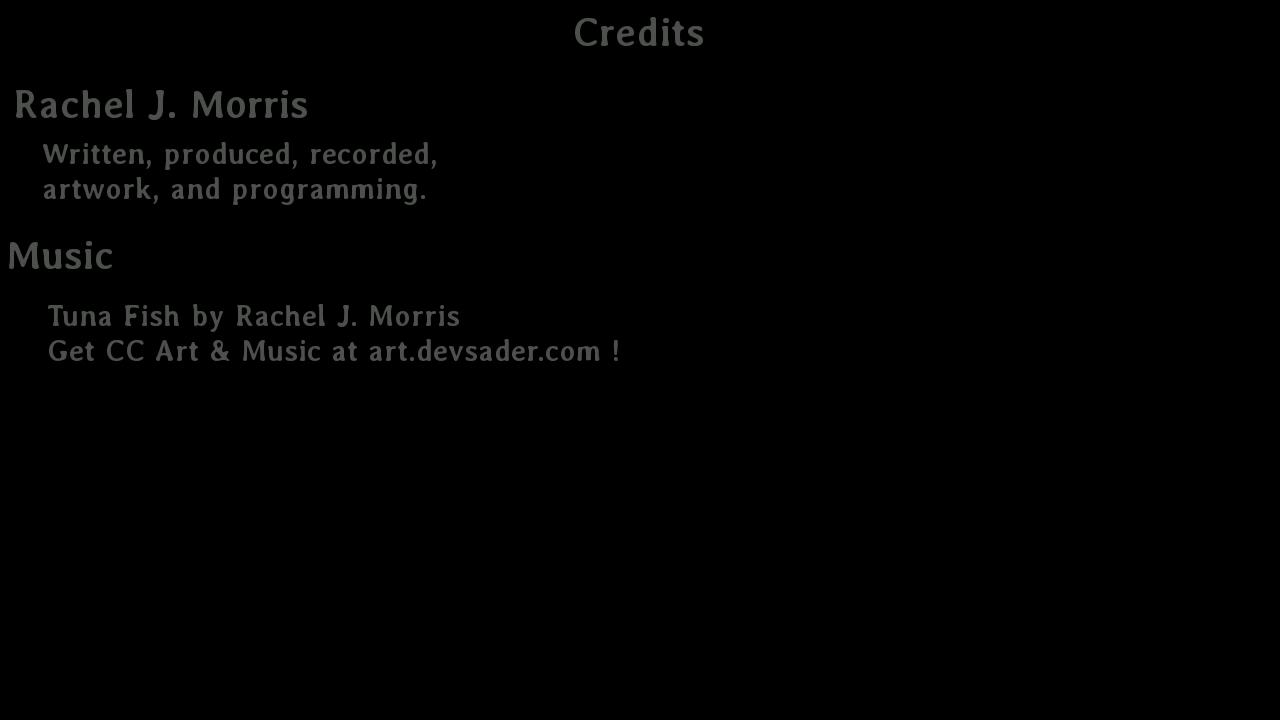 Credits
Rachel J. Morris
Written, produced, recorded,
artwork, and programming.
Music
Tuna Fish by Rachel J. Morris
Get CC Art & Music at art.devsader.com !